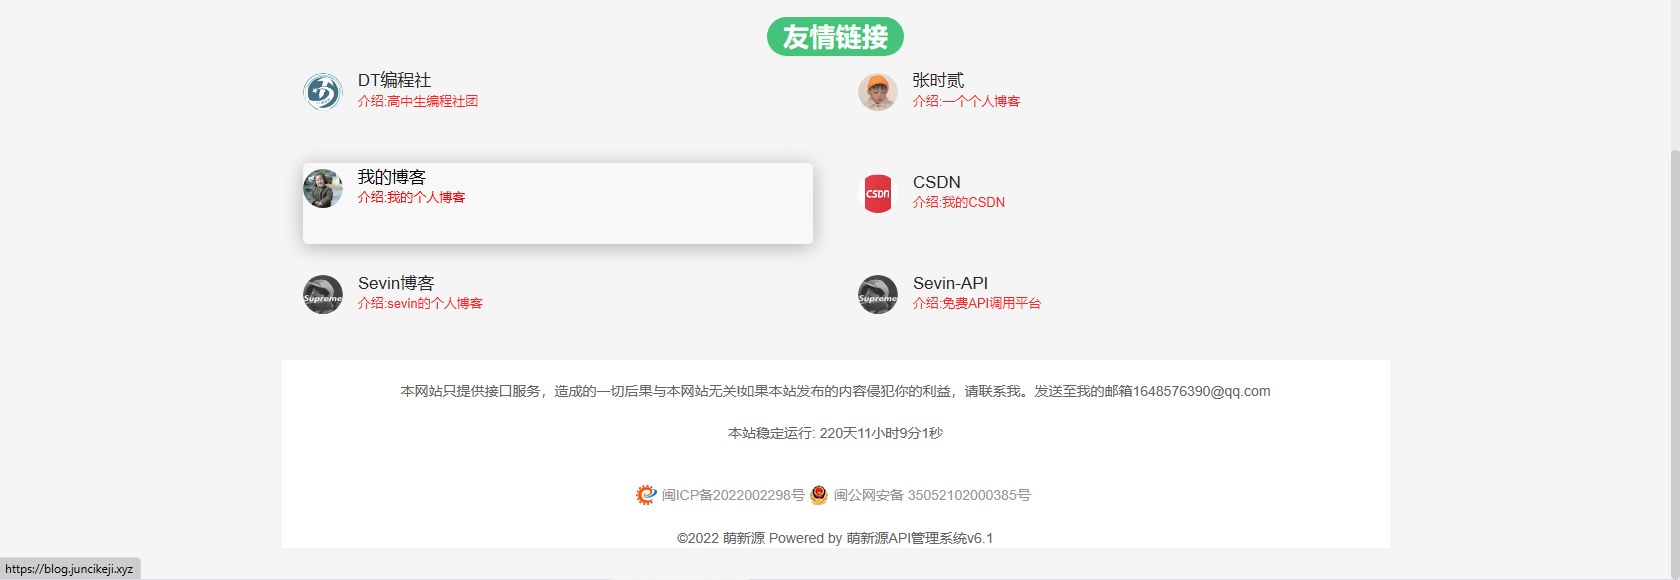 友情链接
DT编程社
介绍:高中生编程社团
张时贰
介绍:一个个人博客
我的博客
介绍:我的个人博客
CSDN
CSDN
介绍:我的CSDN
Supreme
Sevin博客
介绍:sevin的个人博客
Supreme
Sevin-API
介绍:免费API调用平台
本网站只提供接口服务，造成的一切后果与本网站无关!如果本站发布的内容侵犯你的利益，请联系我。发送至我的邮箱1648576390@qq.com
本站稳定运行: 220天11小时9分1秒
闽ICP备2022002298号 闽公网安备 35052102000385号
©2022 萌新源 Powered by 萌新源API管理系统v6.1
https://blog.juncikeji.xyz